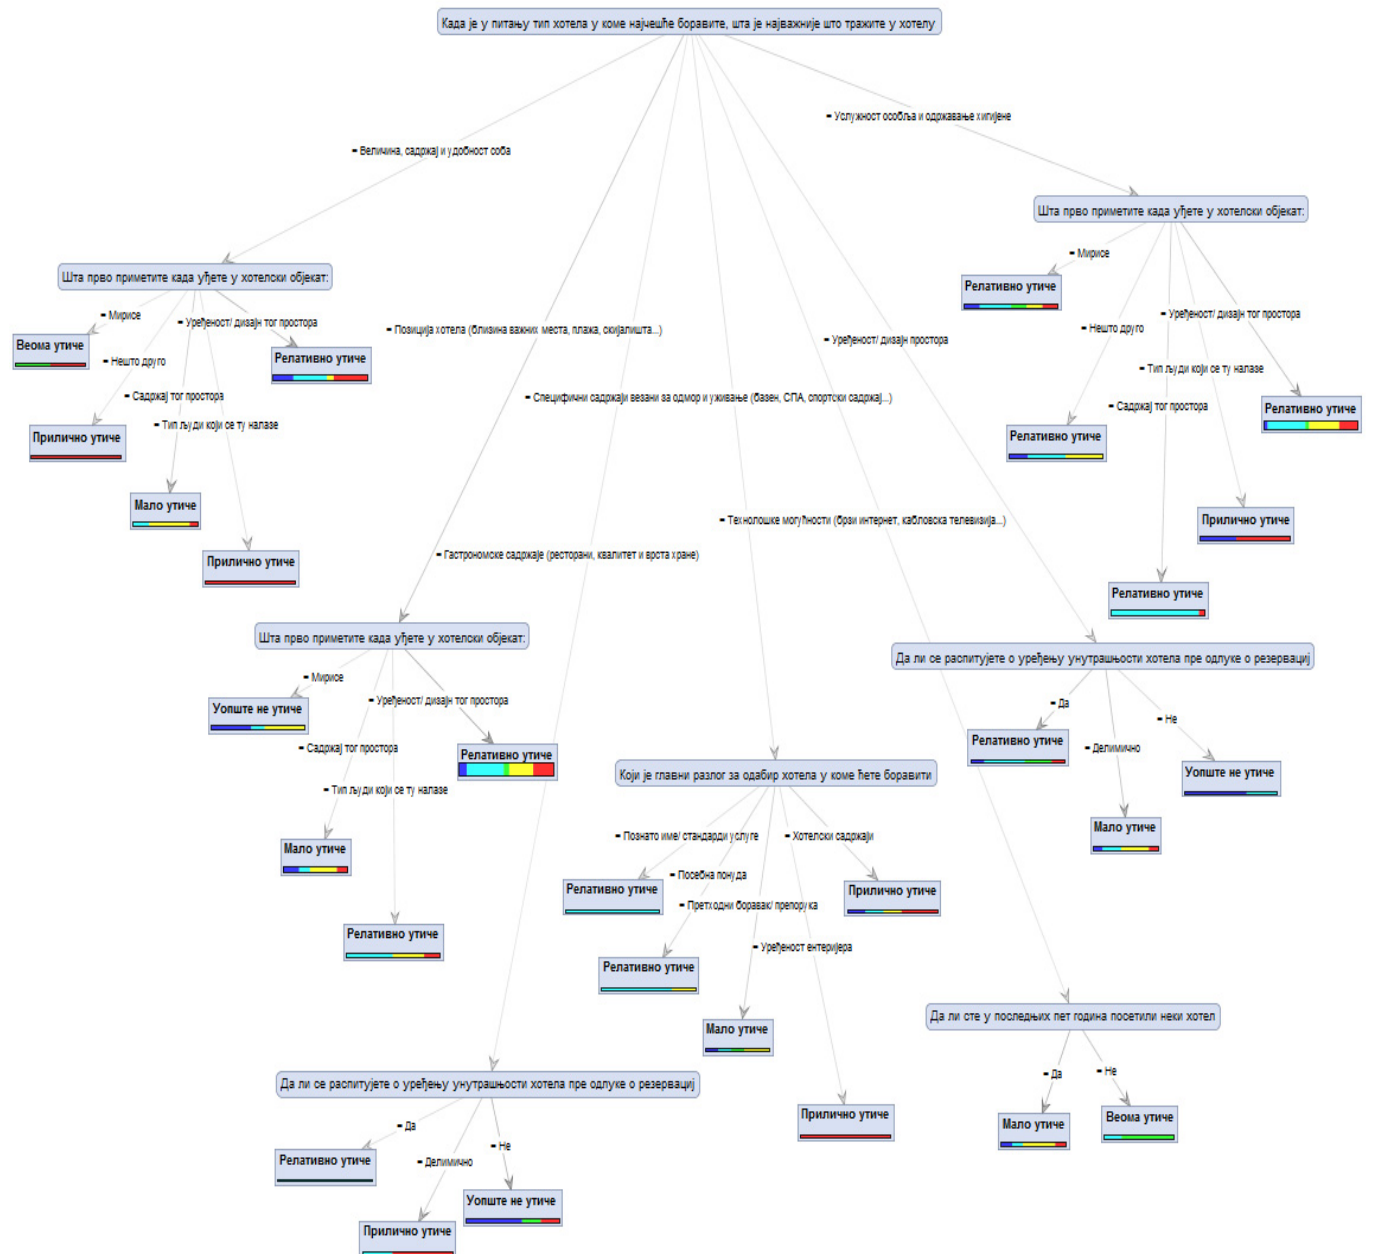 Када је у питању тип хотела у коме најчешће боравите, шта је најважније што тражите у хотелу
= Услужност особља и одржавање хигијене
= Величина, садржај и удобност соба
Шта прво приметите када уђете у хотелски објекат:
= Мирисе
Релативно утиче
Шта прво приметите када уђете у хотелски објекат:
= Мирисе
= Уређеност/ дизајн тог простора
Веома утиче
Релативно утиче
= Нешто друго
= Садржај тог простора
= Тип људи који се ту налазе
Прилично утиче
Мало утиче
Прилично утиче
= Позиција хотела (близина важних места, плажа, скијалишта...)
= Уређеност/ дизајн простора
= Специфични садржаји везани за одмор и уживање (базен, СПА, спортски садржај...)
= Уређеност/ дизајн тог простора
= Нешто друго
= Тип људи који се ту налазе
= Садржај тог простора
Релативно утиче
Релативно утиче
Прилично утиче
Релативно утиче
= Технолошке могућности (брзи интернет, кабловска телевизија...)
= Гастрономске садржаје (ресторани, квалитет и врста хране)
Шта прво приметите када уђете у хотелски објекат:
= Мирисе
= Уређеност/ дизајн тог простора
Уопште не утиче
= Садржај тог простора
Релативно утиче
= Тип људи који се ту налазе
Мало утиче
Релативно утиче
Да ли се распитујете о уређењу унутрашњости хотела пре одлуке о резервациј
= Да
= Не
= Делимично
Релативно утиче
Уопште не утиче
Мало утиче
Који је главни разлог за одабир хотела у коме ћете боравити
= Познато име/ стандарди услуге
= Хотелски садржаји
= Посебна понуда
Релативно утиче
Прилично утиче
= Претходни боравак/ препорука
= Уређеност ентеријера
Релативно утиче
Мало утиче
Прилично утиче
Да ли сте у последњих пет година посетили неки хотел
= Да
= Не
Мало утиче
Веома утиче
Да ли се распитујете о уређењу унутрашњости хотела пре одлуке о резервациј
= Да
= Не
= Делимично
Релативно утиче
Уопште не утиче
Прилично утиче